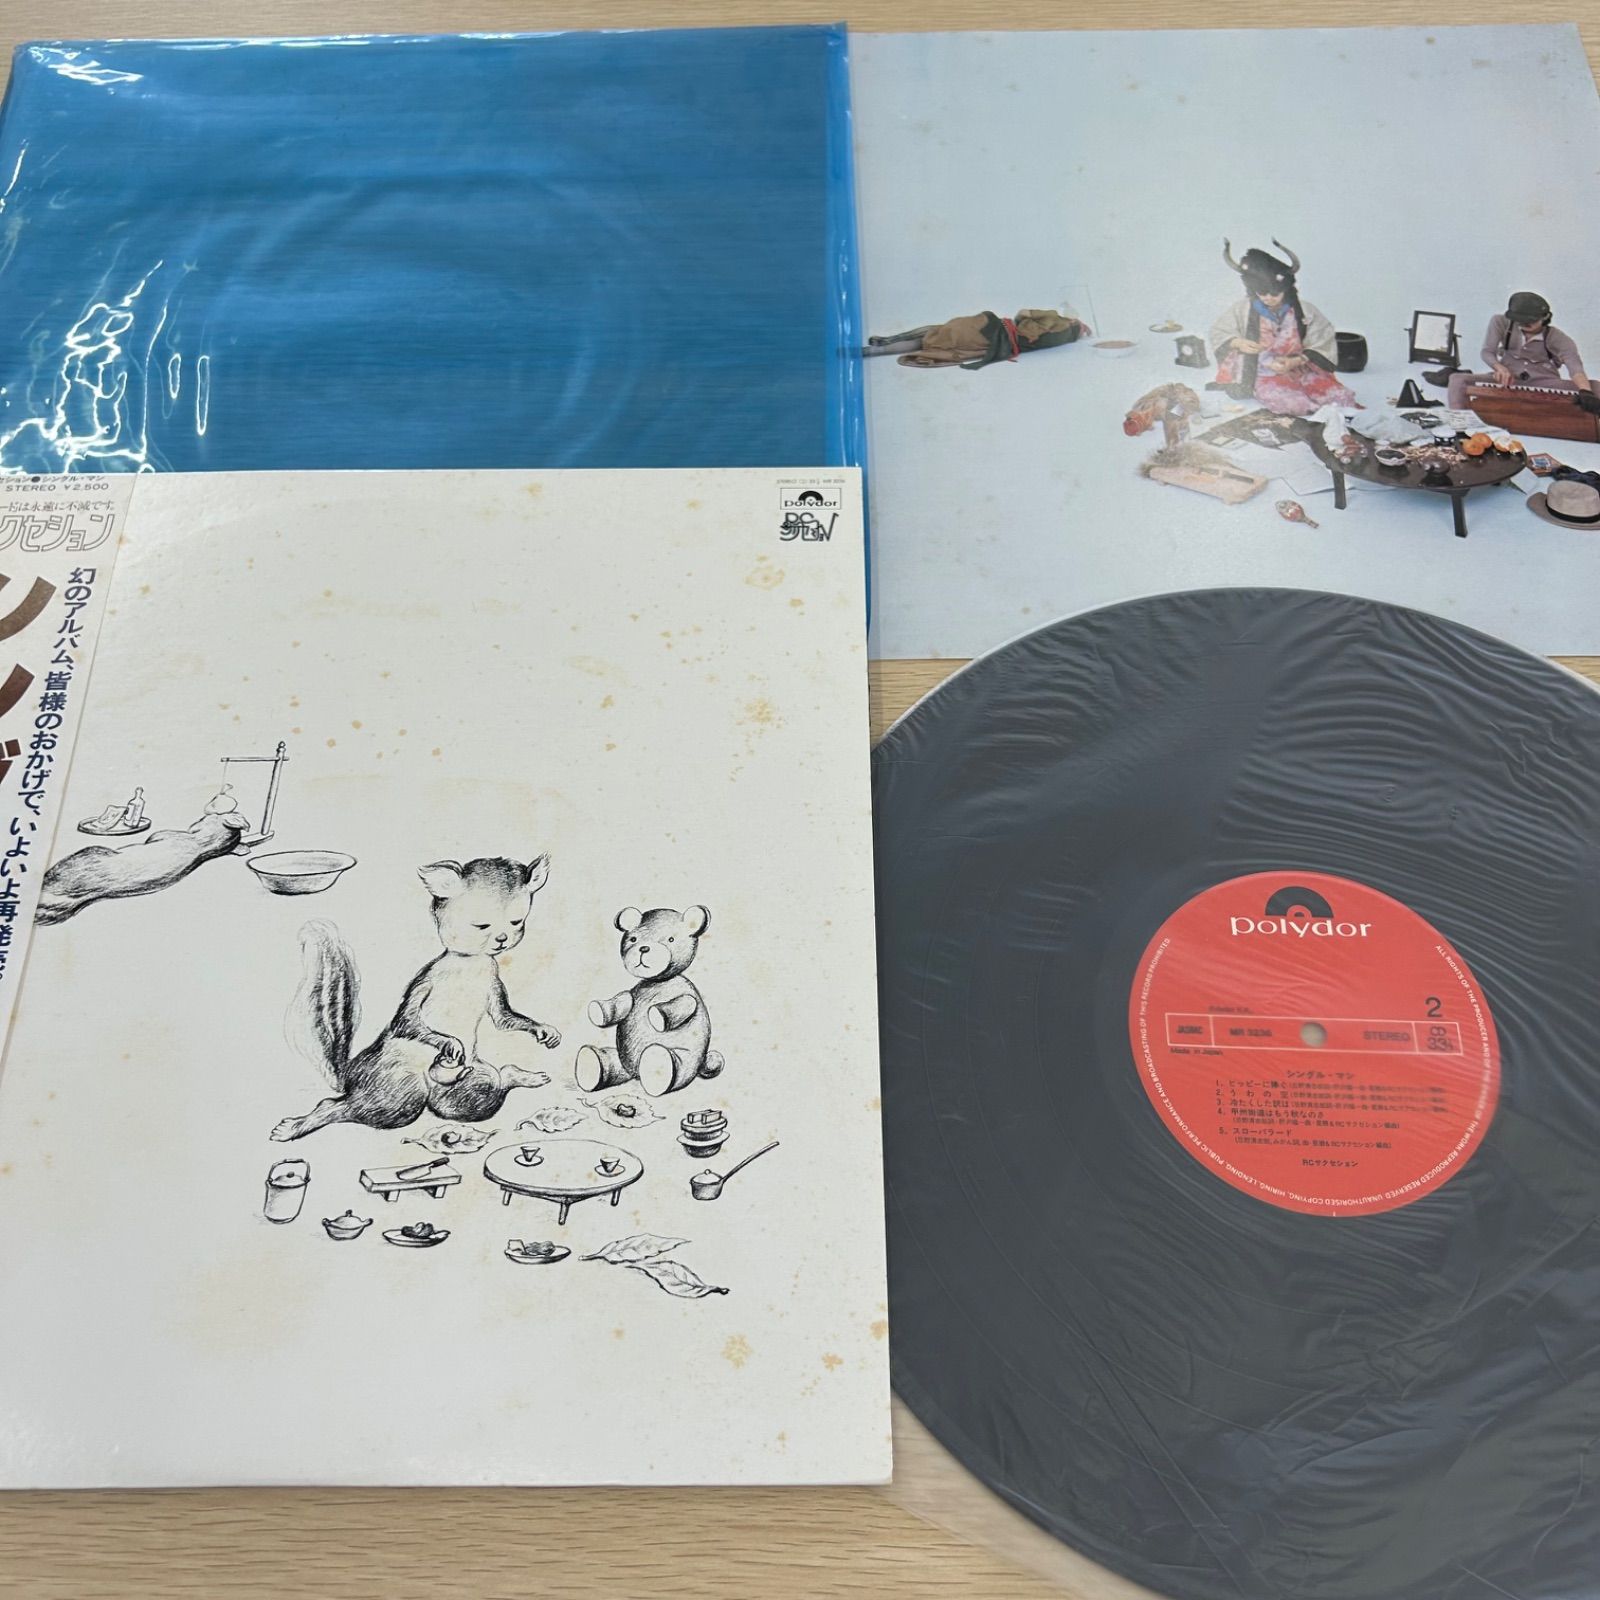 セション●シングル・マン
STEREO ¥2,500
ードは永遠に不滅です。
クセション
幻のアルバム、皆様のおかげで、いよいよ再発売。
polydor
polydor
ALL RIGHTS OF THE PRODUCER AND OF THE
THE WORK REPRODUCED RESERVED UNAUTHORISED COPYING, HIRING, LENDING, PUBLIC PERFORMANCE AND BROADCASTING OF THIS RECORD PROHIBITED
2
JASRAC
MR 3236
STEREO
33⅓
Made in Japan
シングル・マン
1. ヒッピーに捧ぐ
2. うわの空
3. 冷たくした訳は
4. 甲州街道はもう秋なのさ
5. スローバラード
RCサクセション